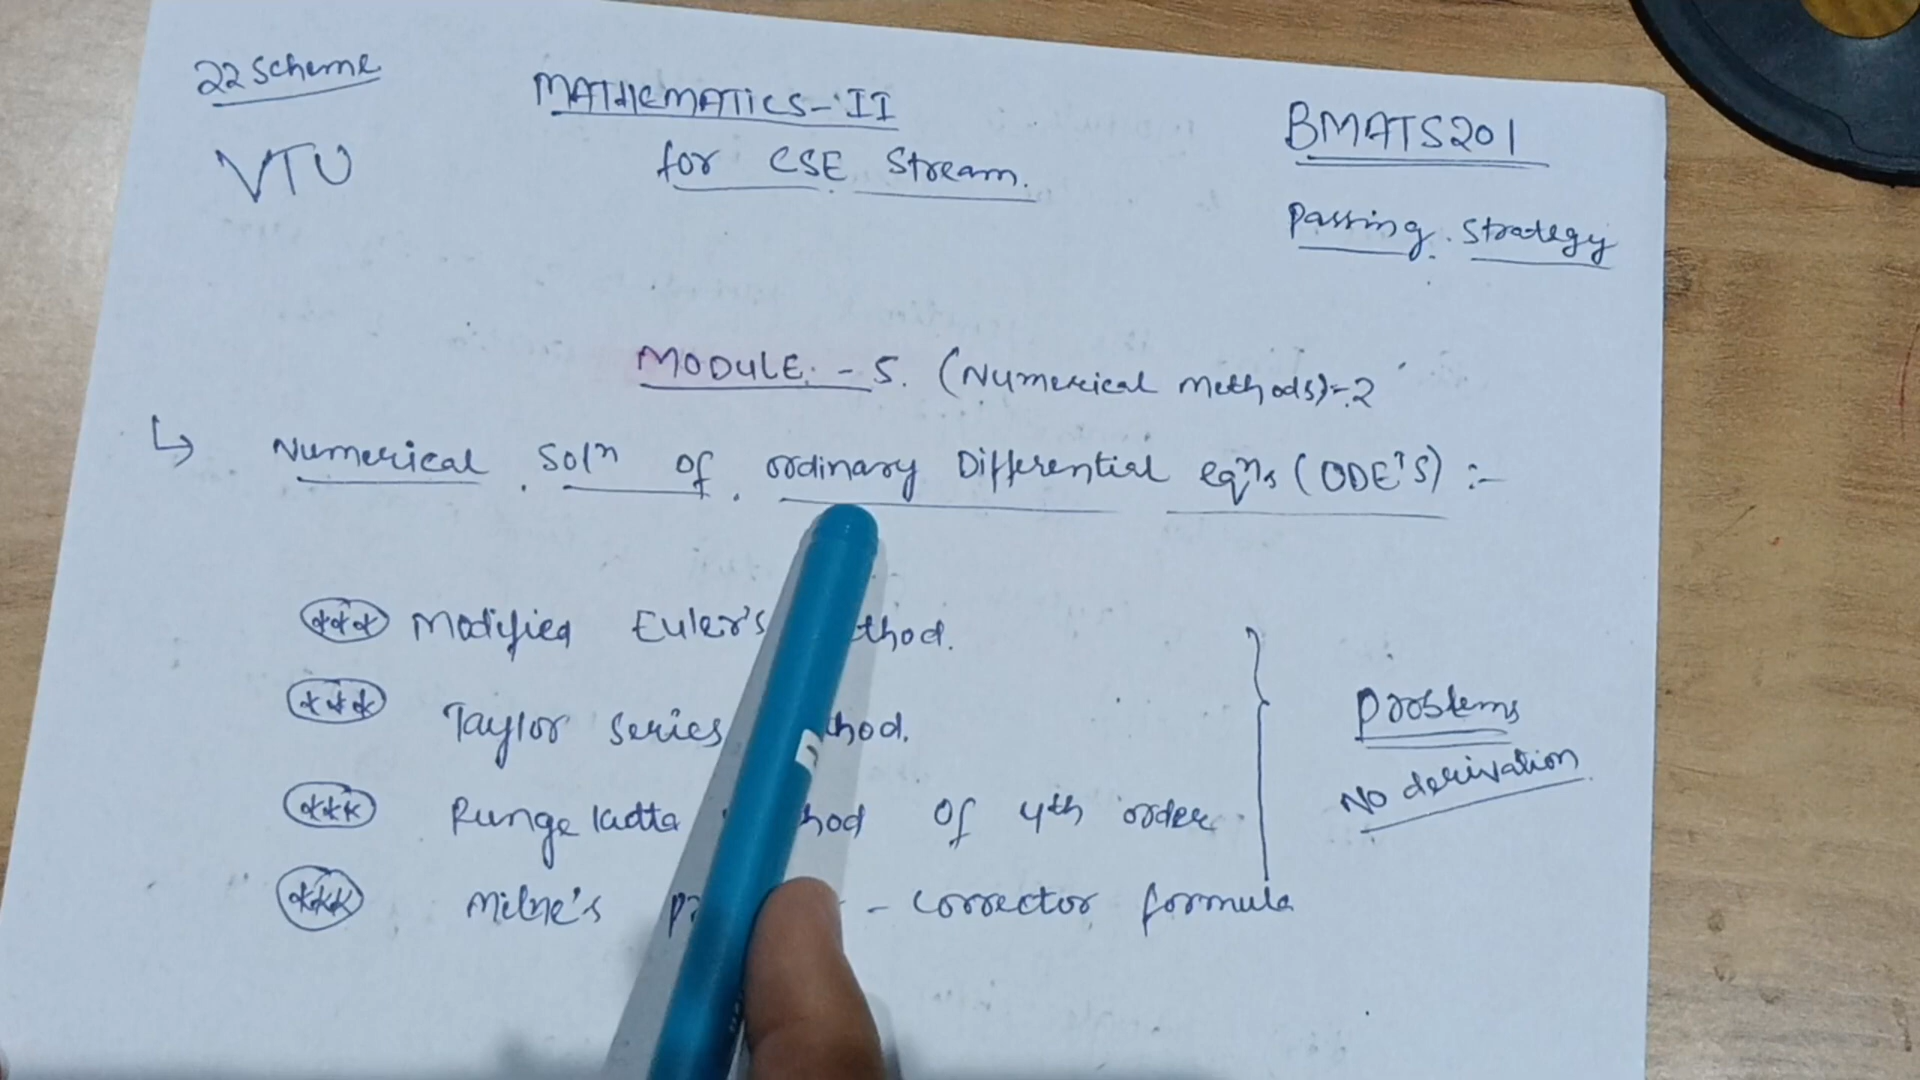 22 Scheme
VTU
MATHEMATICS-II
for CSE Stream.
BMATS201
Passing Strategy
MODULE - 5. (Numerical methods)-2
↳ Numerical Solⁿ of ordinary Differential eqⁿs (ODE'S) :-
*** Modified Euler's thod.
*** Taylor Series hod.
*** Runge kutta hod of 4th order
*** Milne's - corrector formula
Problems
No derivation